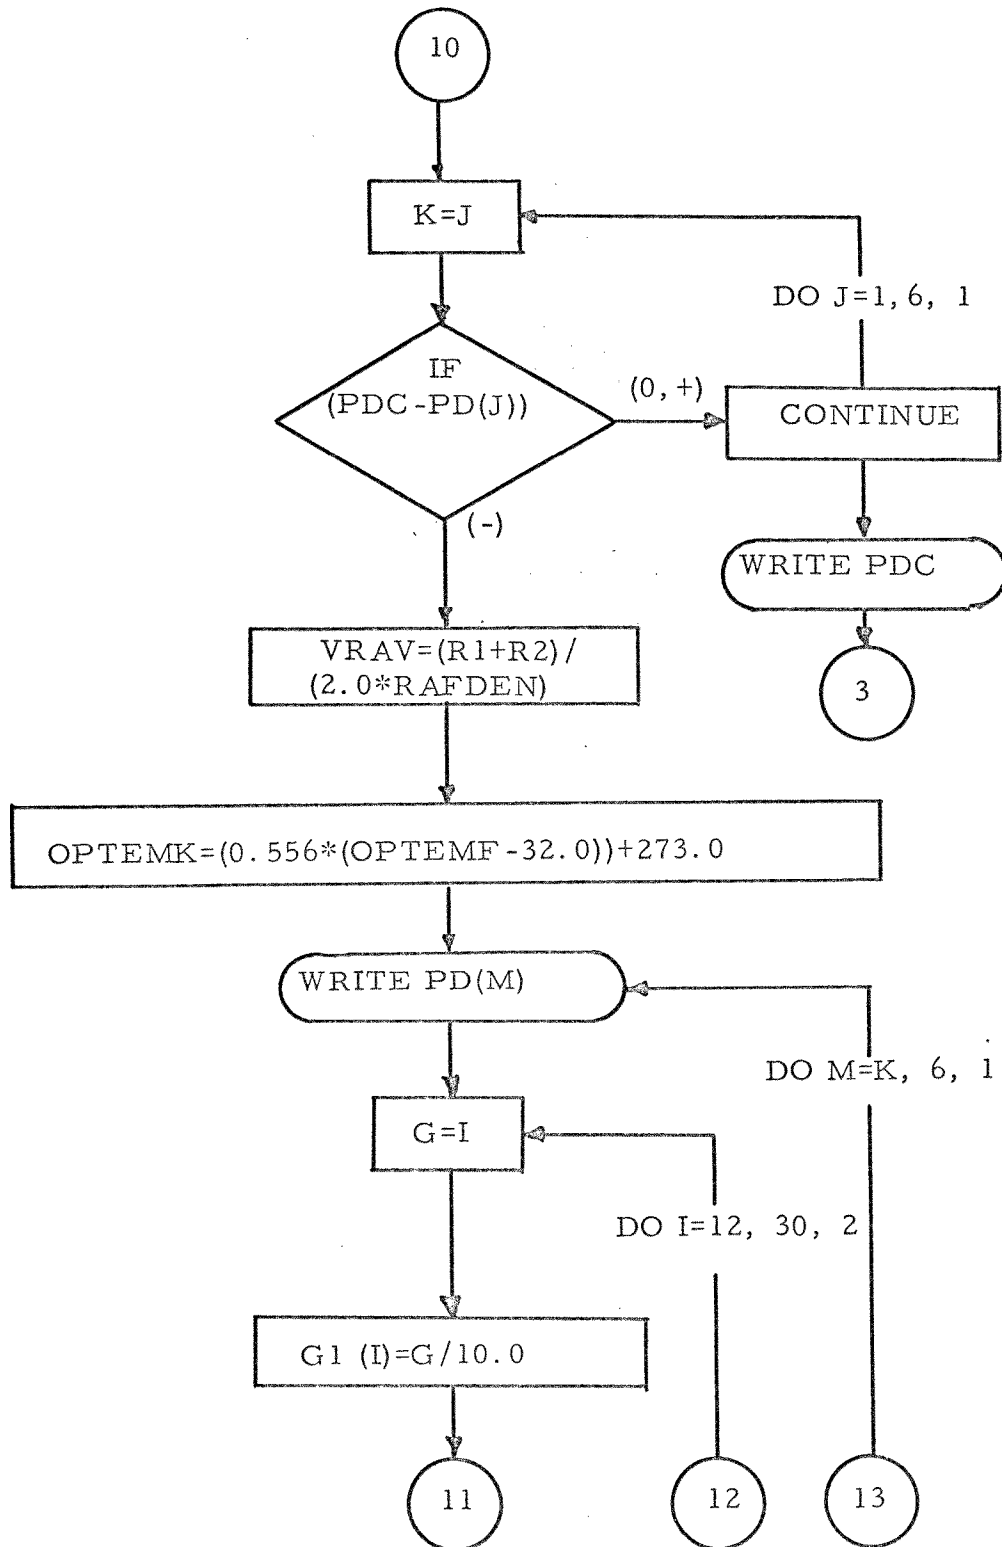 10
K=J
DO J=1, 6, 1
IF
(PDC-PD(J))
(0, +)
CONTINUE
(-)
WRITE PDC
VRAV=(R1+R2)/
(2.0*RAFDEN)
3
OPTEMK=(0.556*(OPTEMF-32.0))+273.0
WRITE PD(M)
DO M=K, 6, 1
G=I
DO I=12, 30, 2
G1 (I)=G/10.0
11
12
13